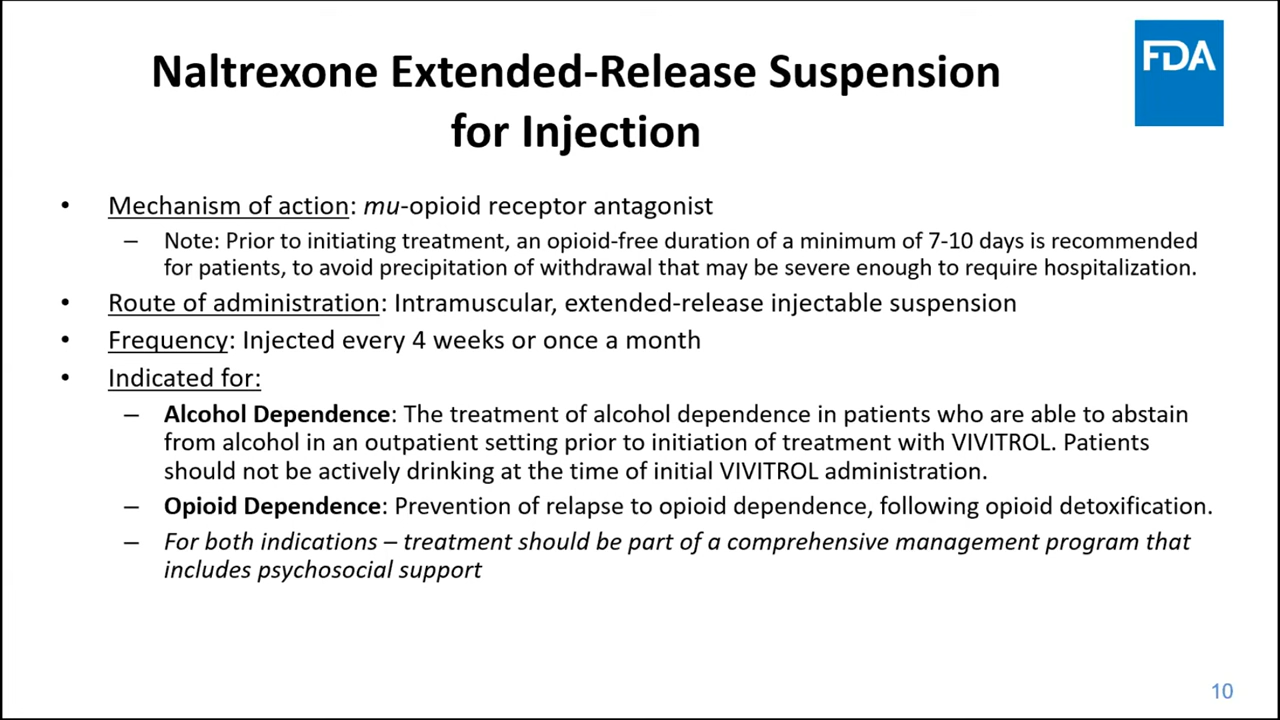 Naltrexone Extended-Release Suspension
for Injection
FDA
• Mechanism of action: mu-opioid receptor antagonist
– Note: Prior to initiating treatment, an opioid-free duration of a minimum of 7-10 days is recommended
for patients, to avoid precipitation of withdrawal that may be severe enough to require hospitalization.
• Route of administration: Intramuscular, extended-release injectable suspension
• Frequency: Injected every 4 weeks or once a month
• Indicated for:
– Alcohol Dependence: The treatment of alcohol dependence in patients who are able to abstain
from alcohol in an outpatient setting prior to initiation of treatment with VIVITROL. Patients
should not be actively drinking at the time of initial VIVITROL administration.
– Opioid Dependence: Prevention of relapse to opioid dependence, following opioid detoxification.
– For both indications – treatment should be part of a comprehensive management program that
includes psychosocial support
10